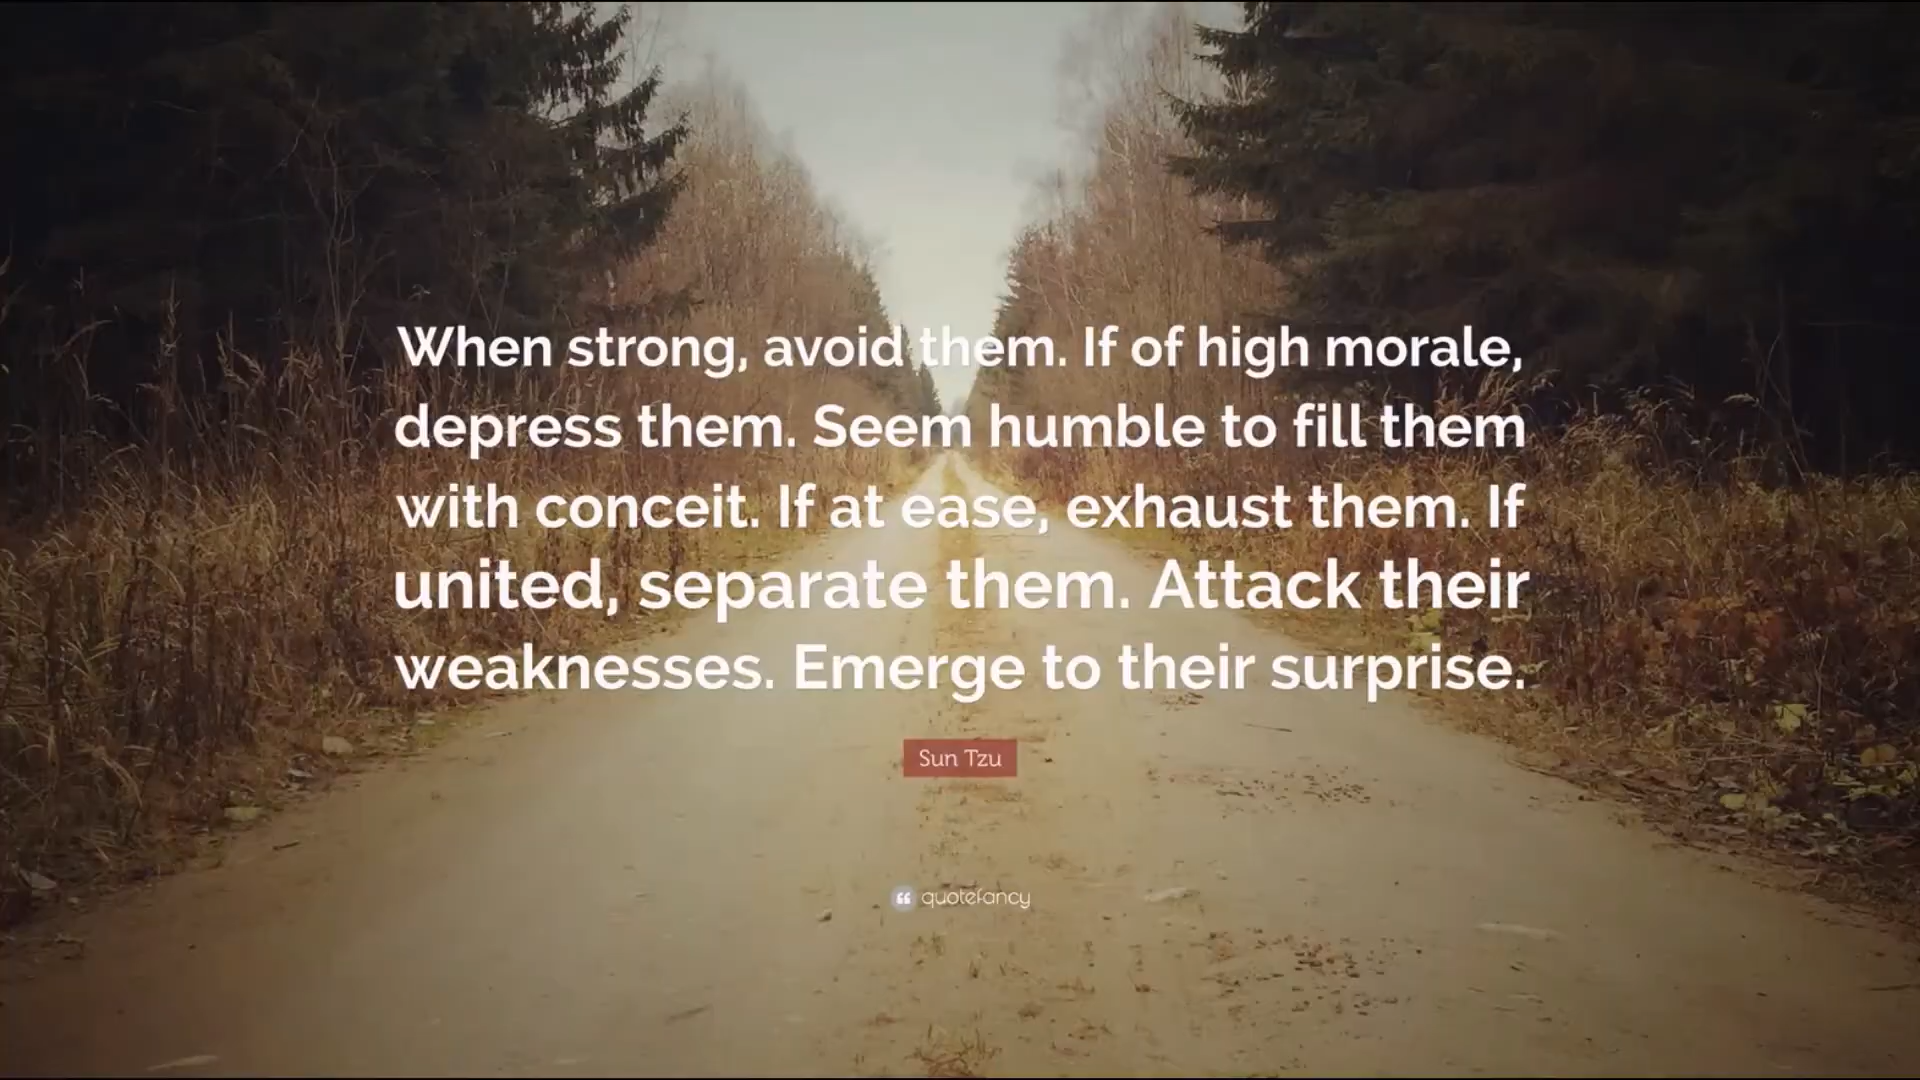 When strong, avoid them. If of high morale,
depress them. Seem humble to fill them
with conceit. If at ease, exhaust them. If
united, separate them. Attack their
weaknesses. Emerge to their surprise.
Sun Tzu
quotefancy